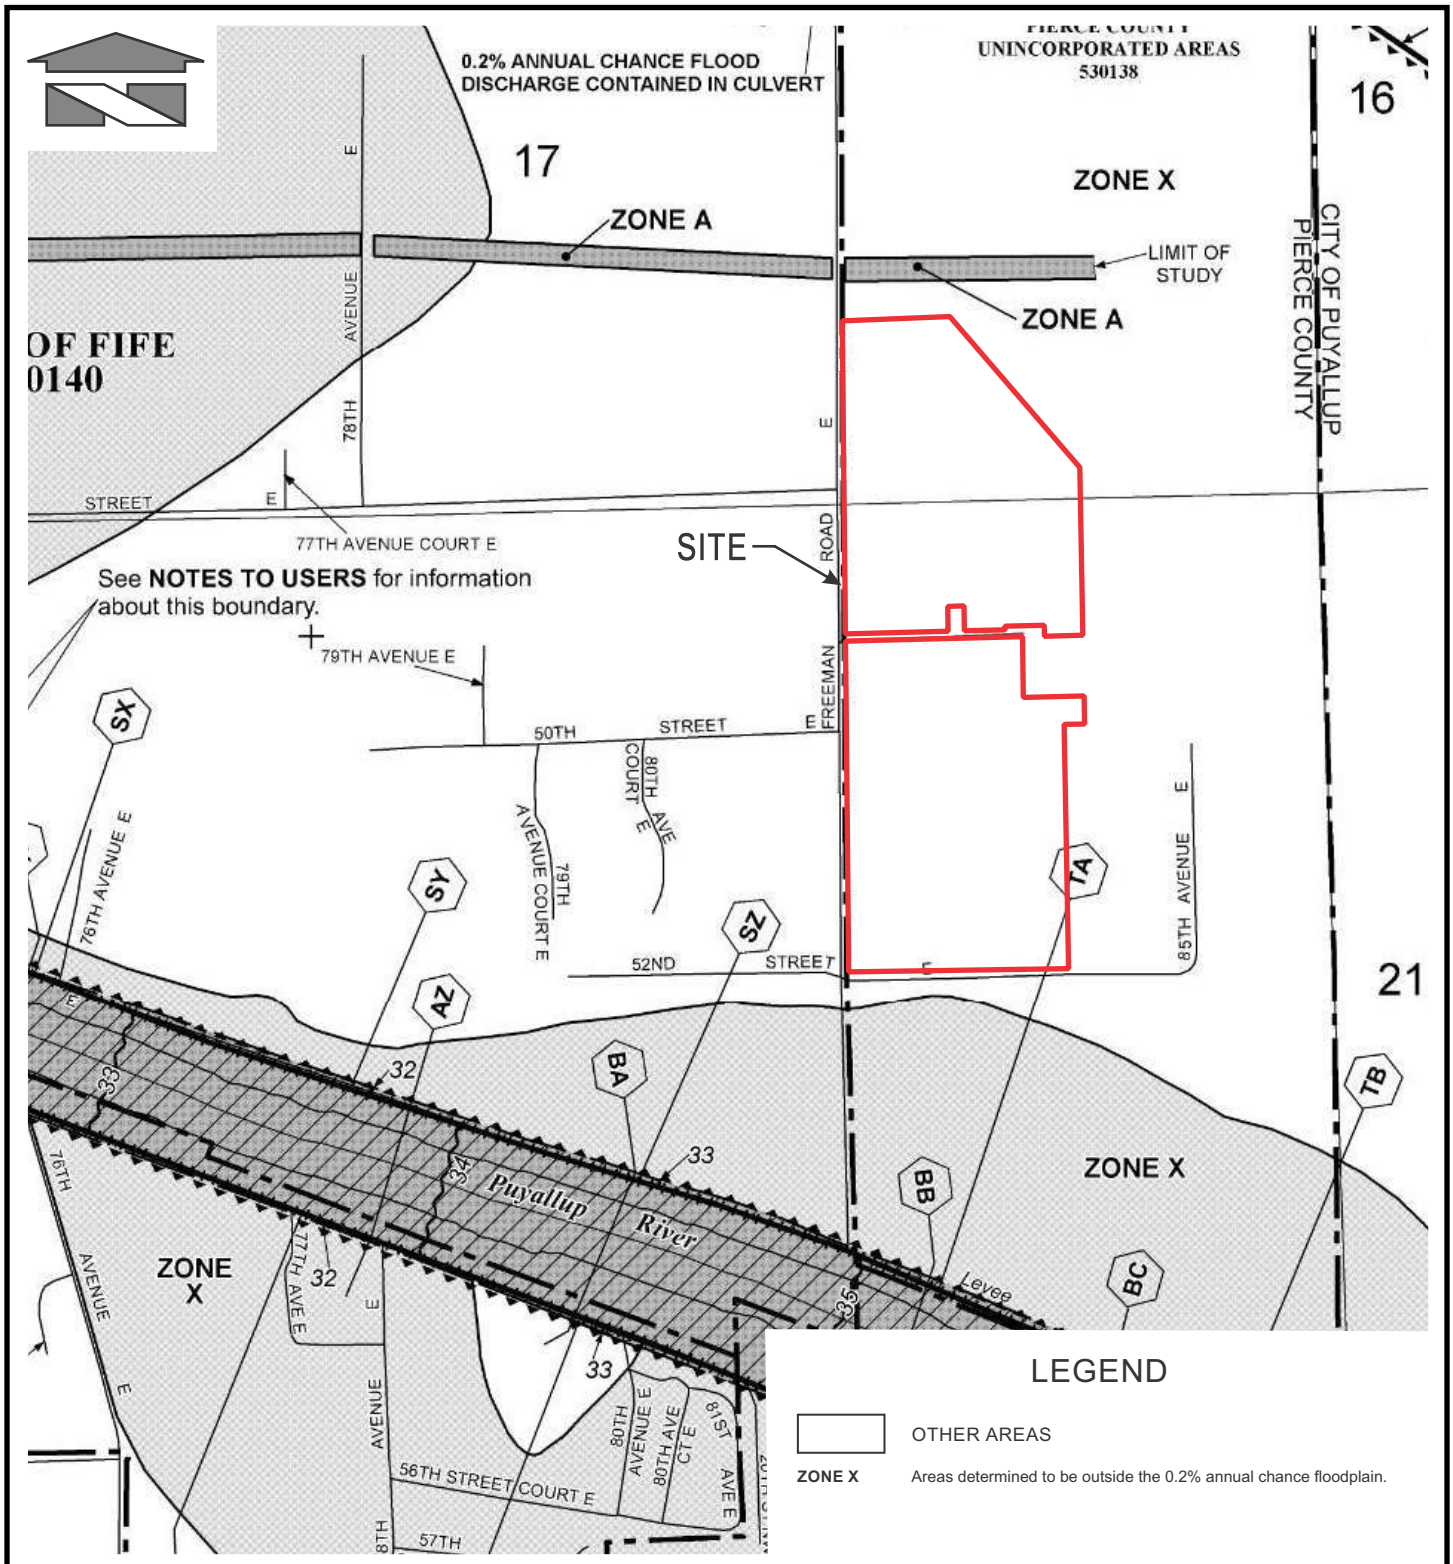 PIERCE COUNTY
UNINCORPORATED AREAS
530138
0.2% ANNUAL CHANCE FLOOD
DISCHARGE CONTAINED IN CULVERT
16
17
E
ZONE X
ZONE A
LIMIT OF
STUDY
ZONE A
CITY OF PUYALLUP
PIERCE COUNTY
OF FIFE
0140
AVENUE
78TH
E
STREET
E
77TH AVENUE COURT E
SITE
ROAD
See NOTES TO USERS for information
about this boundary.
79TH AVENUE E
FREEMAN
SX
50TH
STREET
E
80TH AVE
COURT E
79TH
AVENUE COURT E
76TH AVENUE E
SY
TA
85TH AVENUE E
SZ
52ND
STREET
E
21
AZ
E
33
32
BA
TB
34
33
Puyallup
River
BB
ZONE X
76TH
AVENUE
E
ZONE
X
77TH AVE E
32
E
35
Levee
BC
33
80TH
AVENUE E
80TH AVE
CT E
81ST
AVE E
AVENUE
8TH
56TH STREET COURT E
57TH
LEGEND
OTHER AREAS
ZONE X Areas determined to be outside the 0.2% annual chance floodplain.